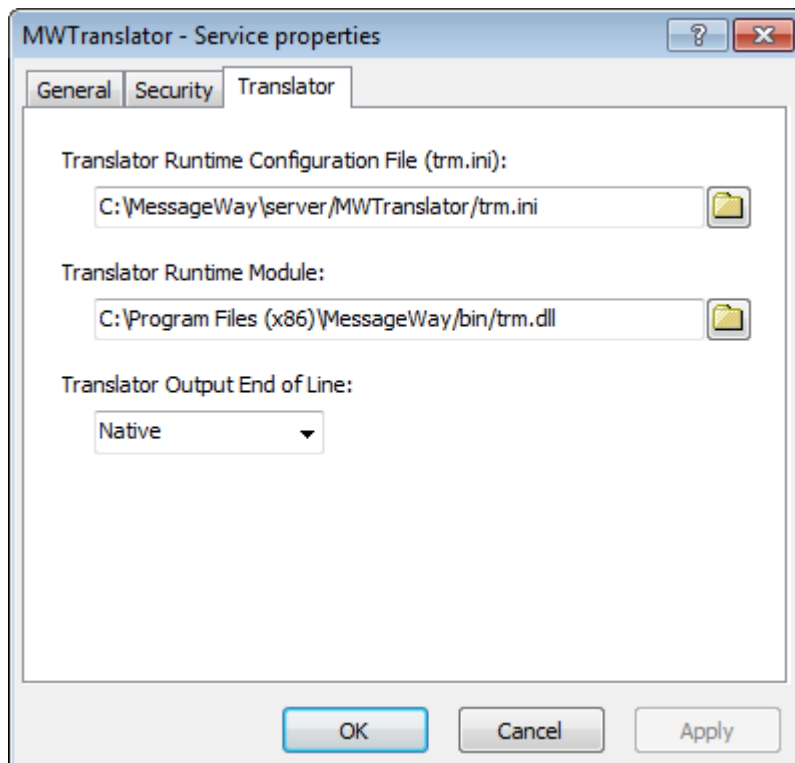 MWTranslator - Service properties
?
General Security Translator
Translator Runtime Configuration File (trm.ini):
C:\MessageWay\server/MWTranslator/trm.ini
Translator Runtime Module:
C:\Program Files (x86)\MessageWay/bin/trm.dll
Translator Output End of Line:
Native
OK Cancel Apply